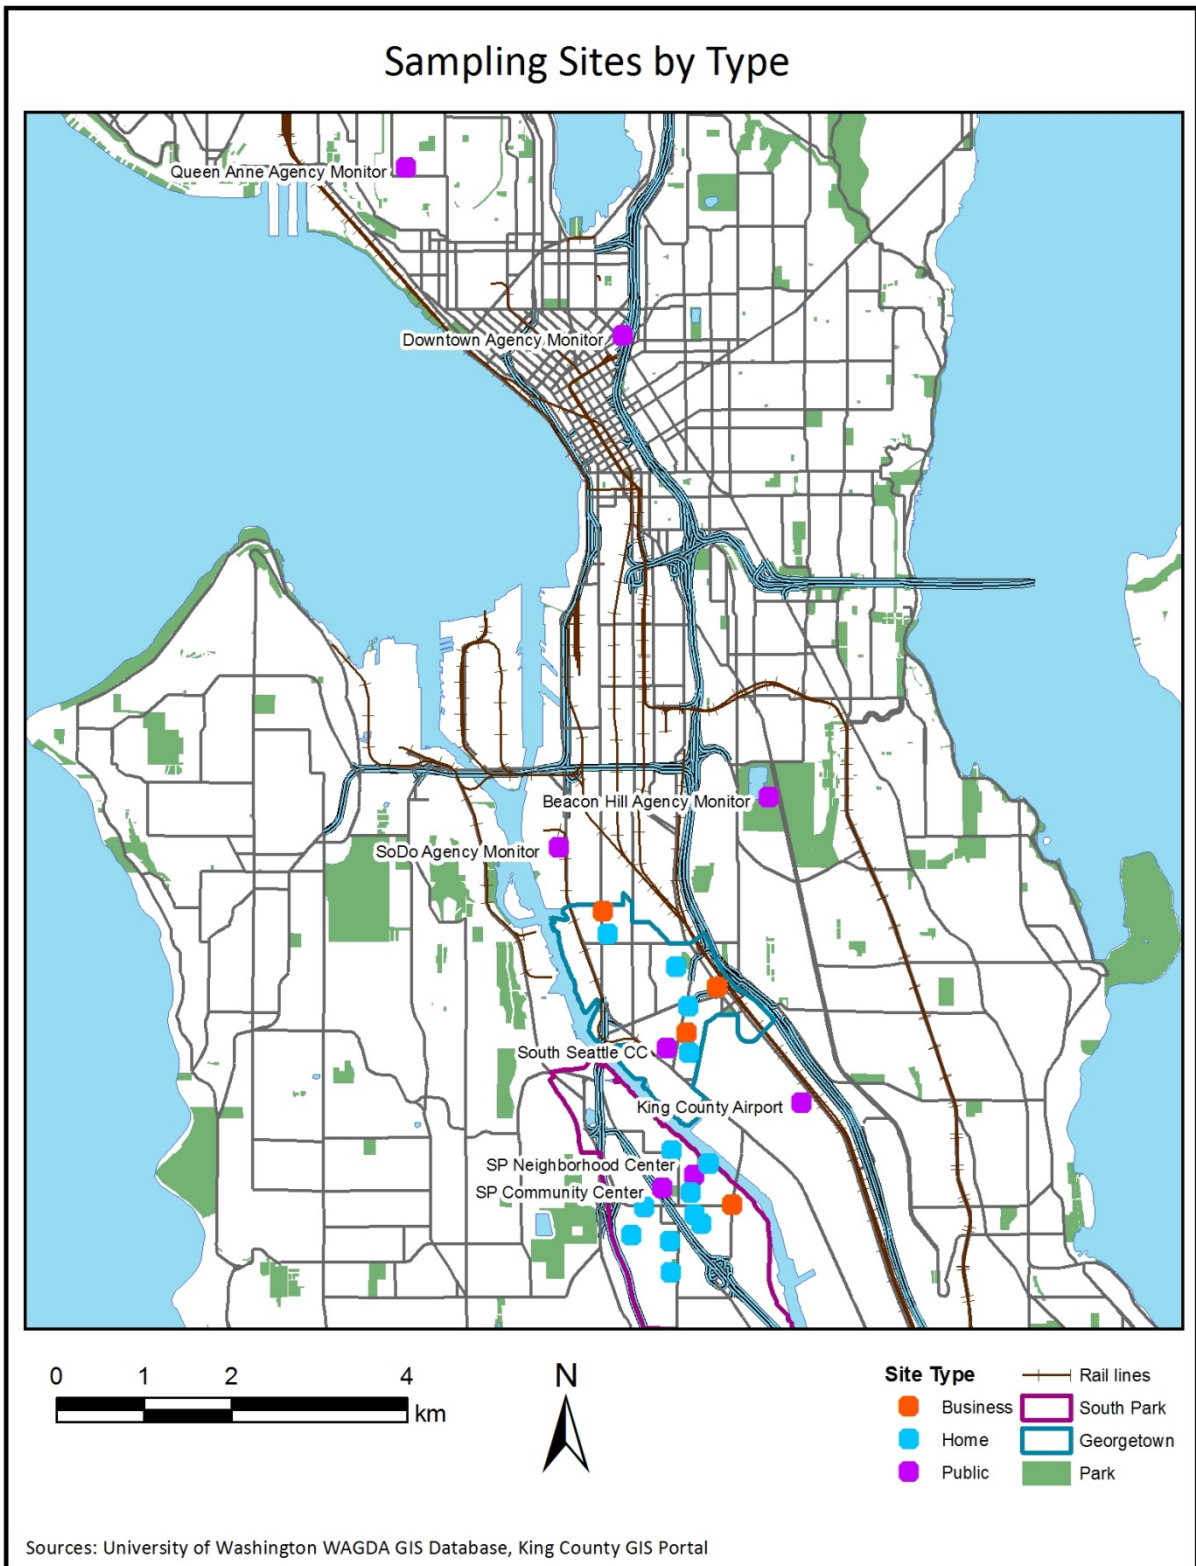 Sampling Sites by Type
Queen Anne Agency Monitor
Downtown Agency Monitor
Beacon Hill Agency Monitor
SoDo Agency Monitor
South Seattle CC
King County Airport
SP Neighborhood Center
SP Community Center
0 1 2 4
km
N
Site Type
Business
Home
Public
Rail lines
South Park
Georgetown
Park
Sources: University of Washington WAGDA GIS Database, King County GIS Portal